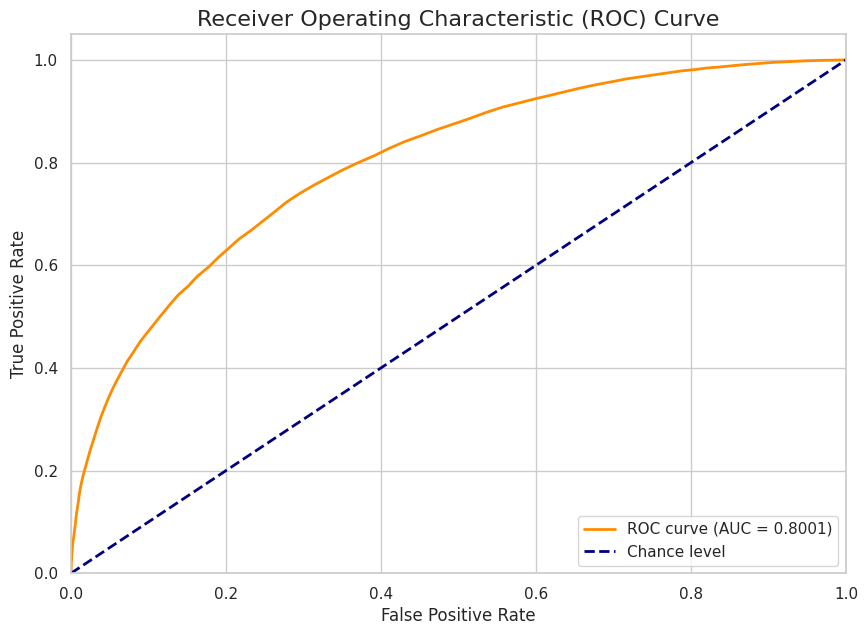 Receiver Operating Characteristic (ROC) Curve
1.0
0.8
0.6
0.4
0.2
0.0
True Positive Rate
ROC curve (AUC = 0.8001)
Chance level
0.0 0.2 0.4 0.6 0.8 1.0
False Positive Rate